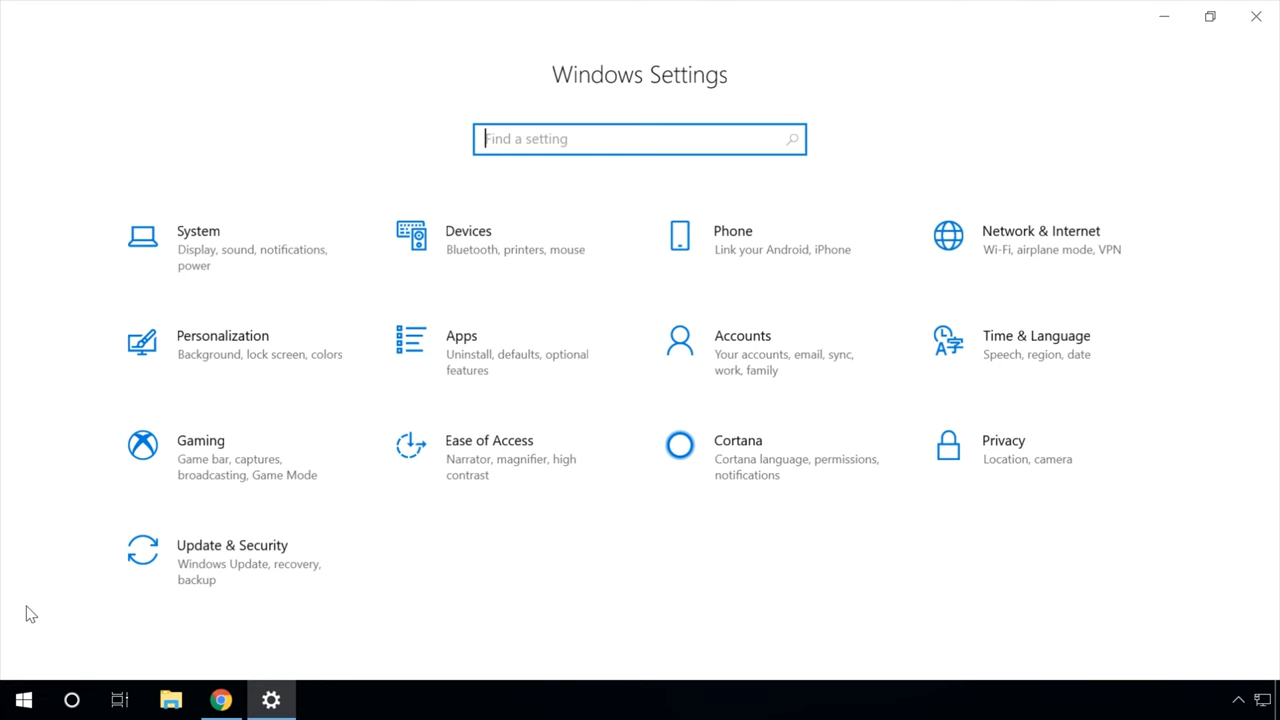 Windows Settings
Find a setting
System
Display, sound, notifications,
power
Devices
Bluetooth, printers, mouse
Phone
Link your Android, iPhone
Network & Internet
Wi-Fi, airplane mode, VPN
Personalization
Background, lock screen, colors
Apps
Uninstall, defaults, optional
features
Accounts
Your accounts, email, sync,
work, family
Time & Language
Speech, region, date
Gaming
Game bar, captures,
broadcasting, Game Mode
Ease of Access
Narrator, magnifier, high
contrast
Cortana
Cortana language, permissions,
notifications
Privacy
Location, camera
Update & Security
Windows Update, recovery,
backup